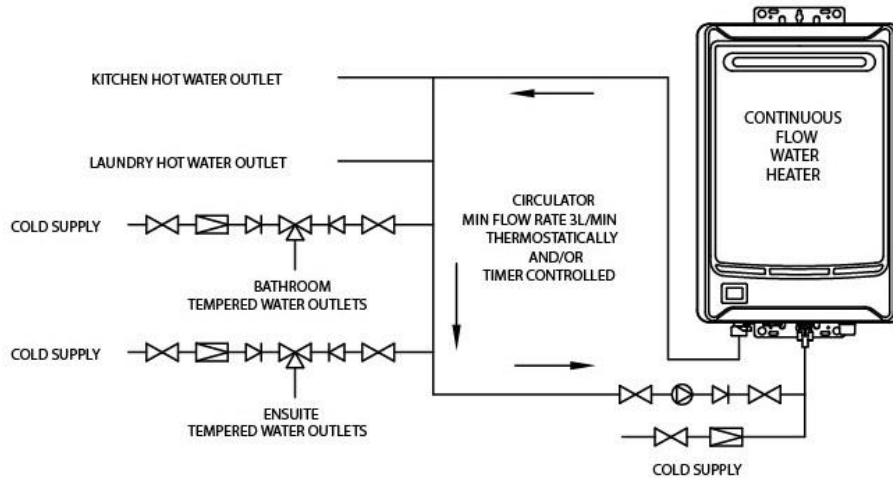 KITCHEN HOT WATER OUTLET
LAUNDRY HOT WATER OUTLET
COLD SUPPLY
BATHROOM
TEMPERED WATER OUTLETS
COLD SUPPLY
ENSUITE
TEMPERED WATER OUTLETS
CIRCULATOR
MIN FLOW RATE 3L/MIN
THERMOSTATICALLY
AND/OR
TIMER CONTROLLED
CONTINUOUS
FLOW
WATER
HEATER
COLD SUPPLY